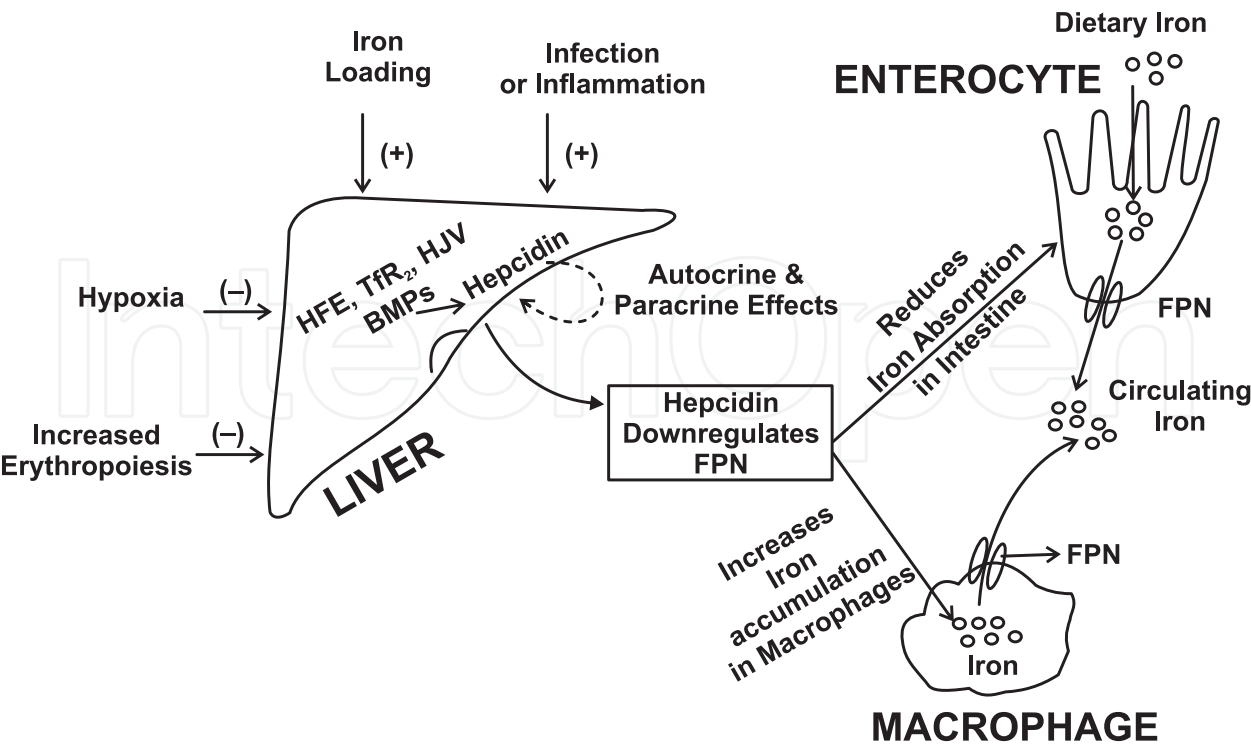 Iron
Loading
(+)
Infection
or Inflammation
(+)
Hypoxia
(–)
Increased
Erythropoiesis
(–)
HFE, TfR₂, HJV
BMPs
Hepcidin
LIVER
Autocrine &
Paracrine Effects
Hepcidin
Downregulates
FPN
Reduces
Iron Absorption
in Intestine
Increases
Iron
accumulation
in Macrophages
Dietary Iron
ENTEROCYTE
FPN
Circulating
Iron
FPN
Iron
MACROPHAGE
IntechOpen